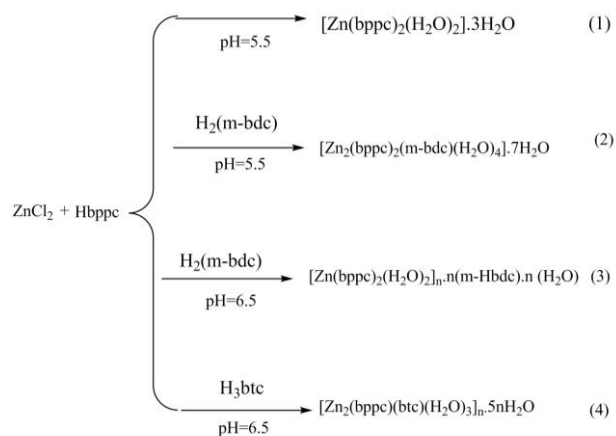 [Zn(bppc)₂(H₂O)₂].3H₂O (1)
pH=5.5
H₂(m-bdc)
[Zn₂(bppc)₂(m-bdc)(H₂O)₄].7H₂O (2)
pH=5.5
ZnCl₂ + Hbppc
H₂(m-bdc)
[Zn(bppc)₂(H₂O)₂]ₙ.n(m-Hbdc).n (H₂O) (3)
pH=6.5
H₃btc
[Zn₂(bppc)(btc)(H₂O)₃]ₙ.5nH₂O (4)
pH=6.5